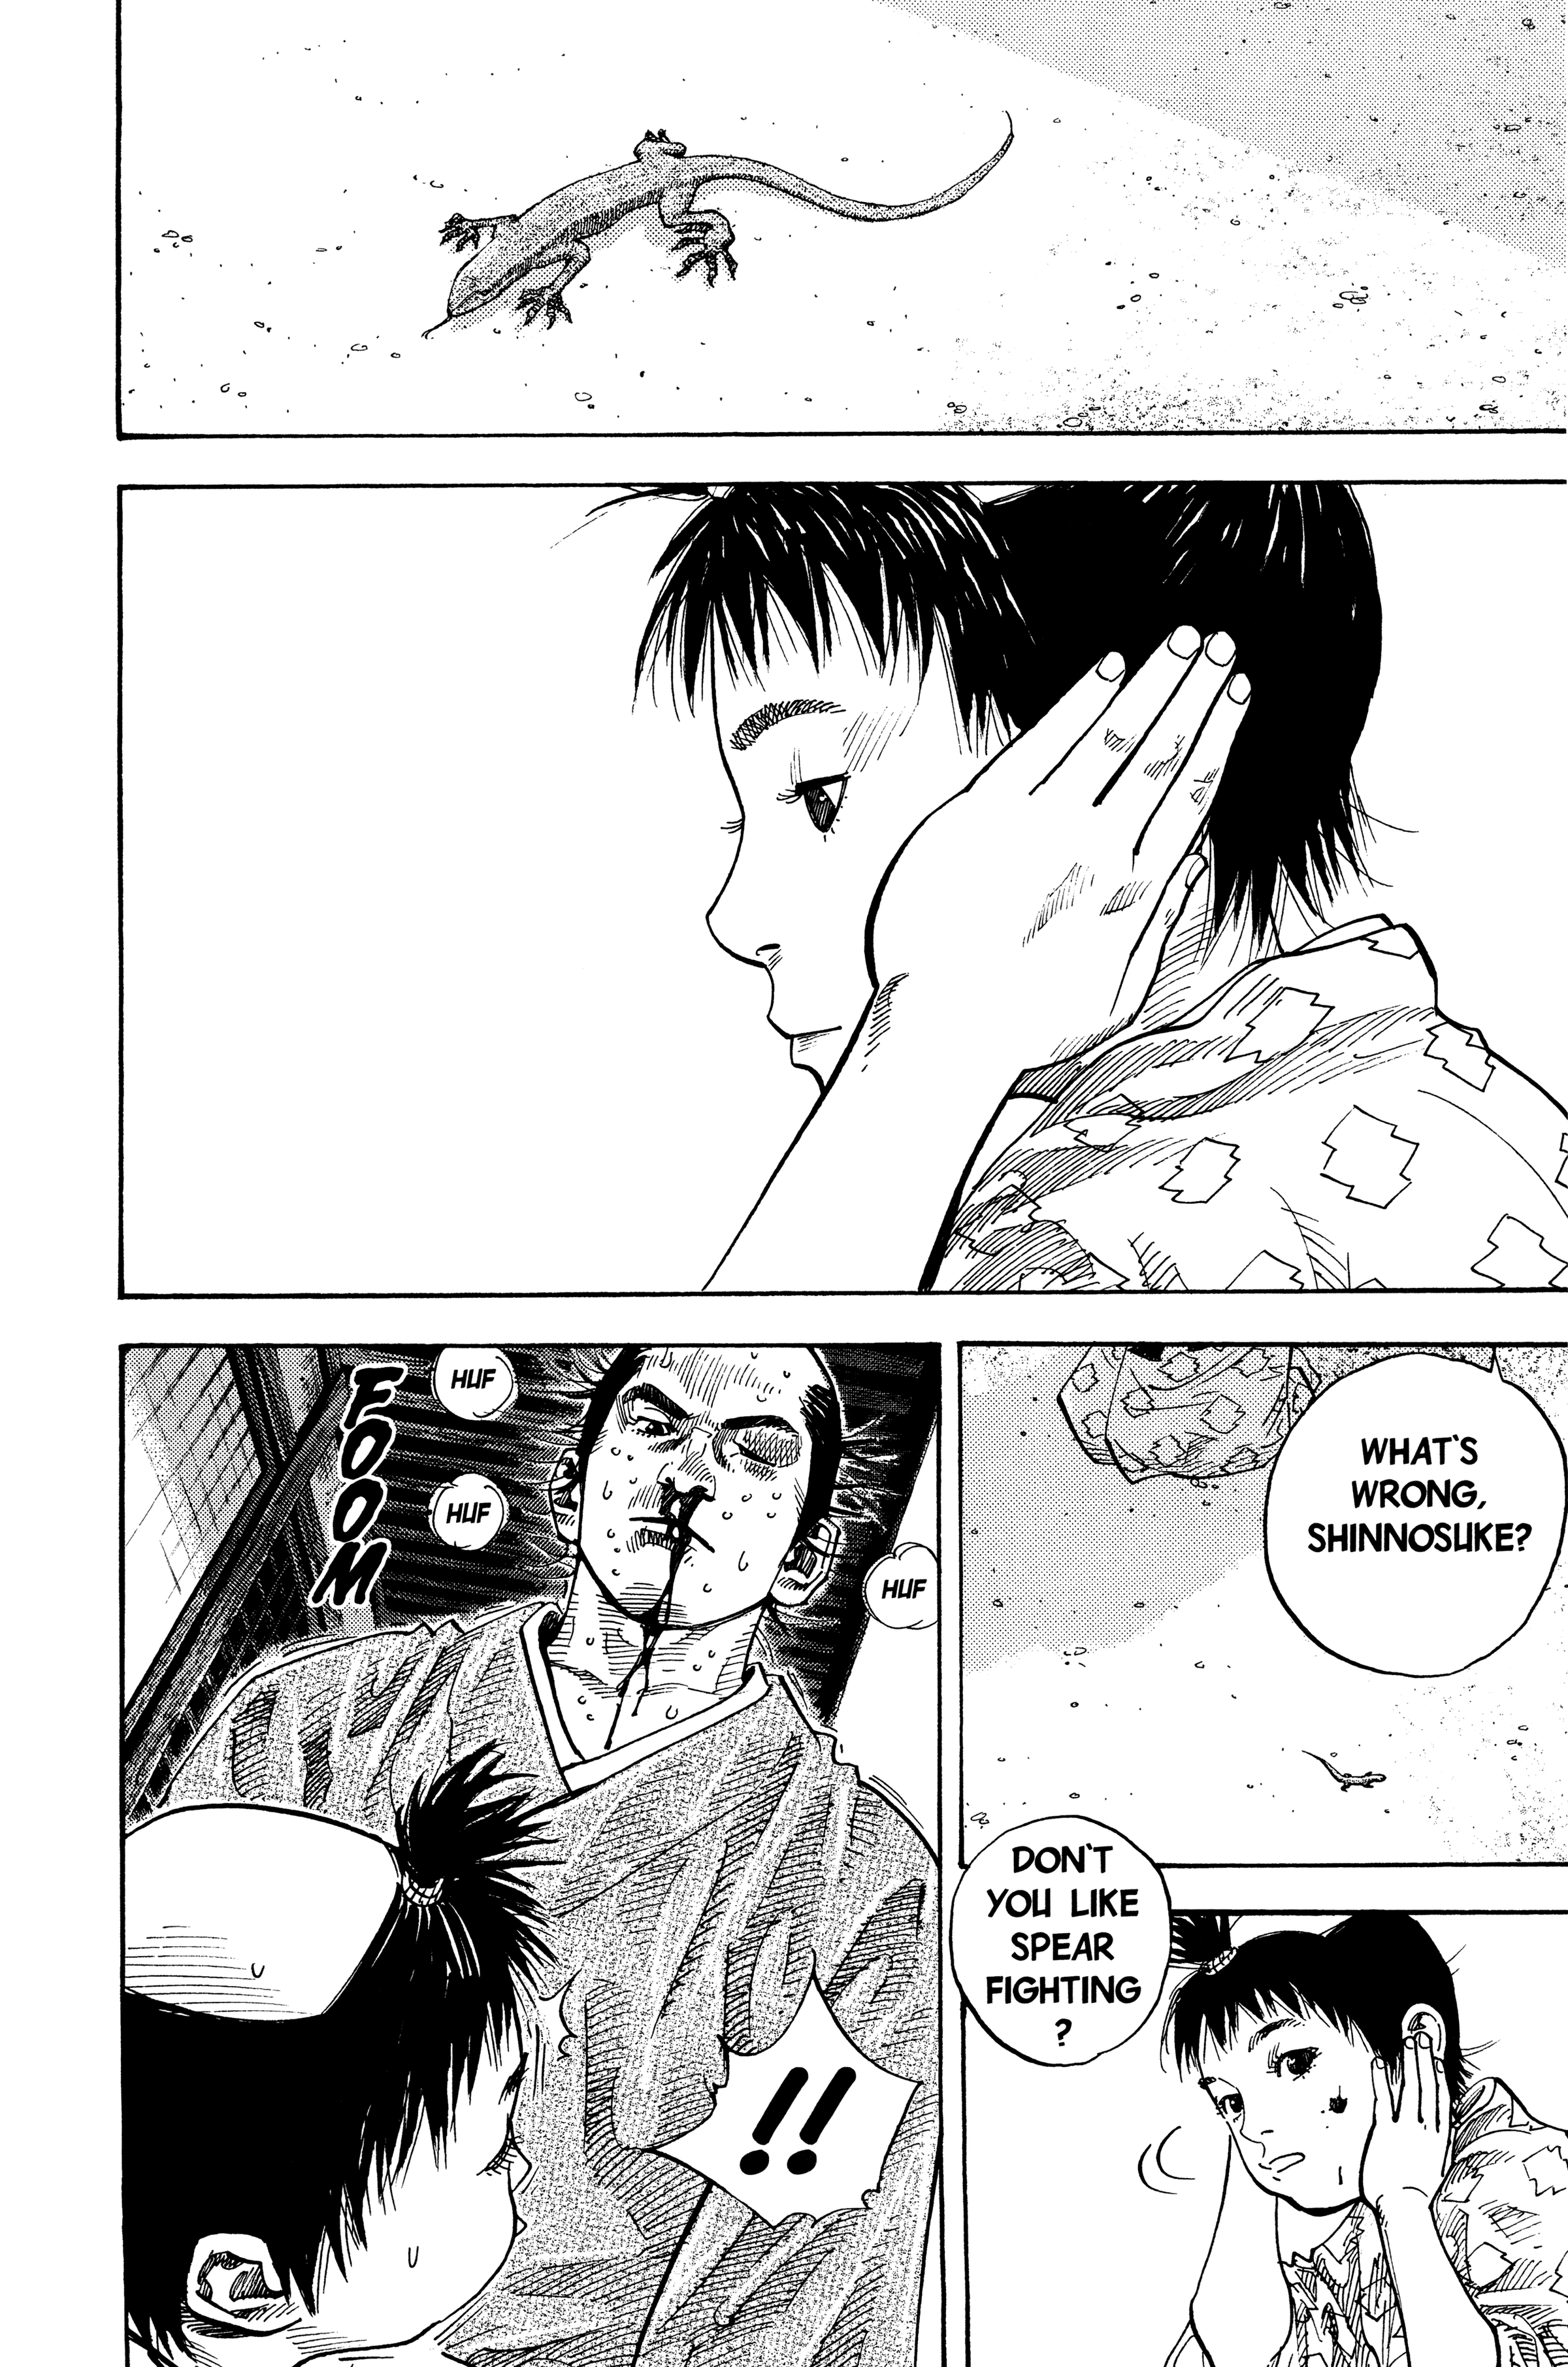 WHAT'S
WRONG,
SHINNOSUKE?
DON'T
YOU LIKE
SPEAR
FIGHTING
?
HUF
FOOM
HUF
HUF
!!